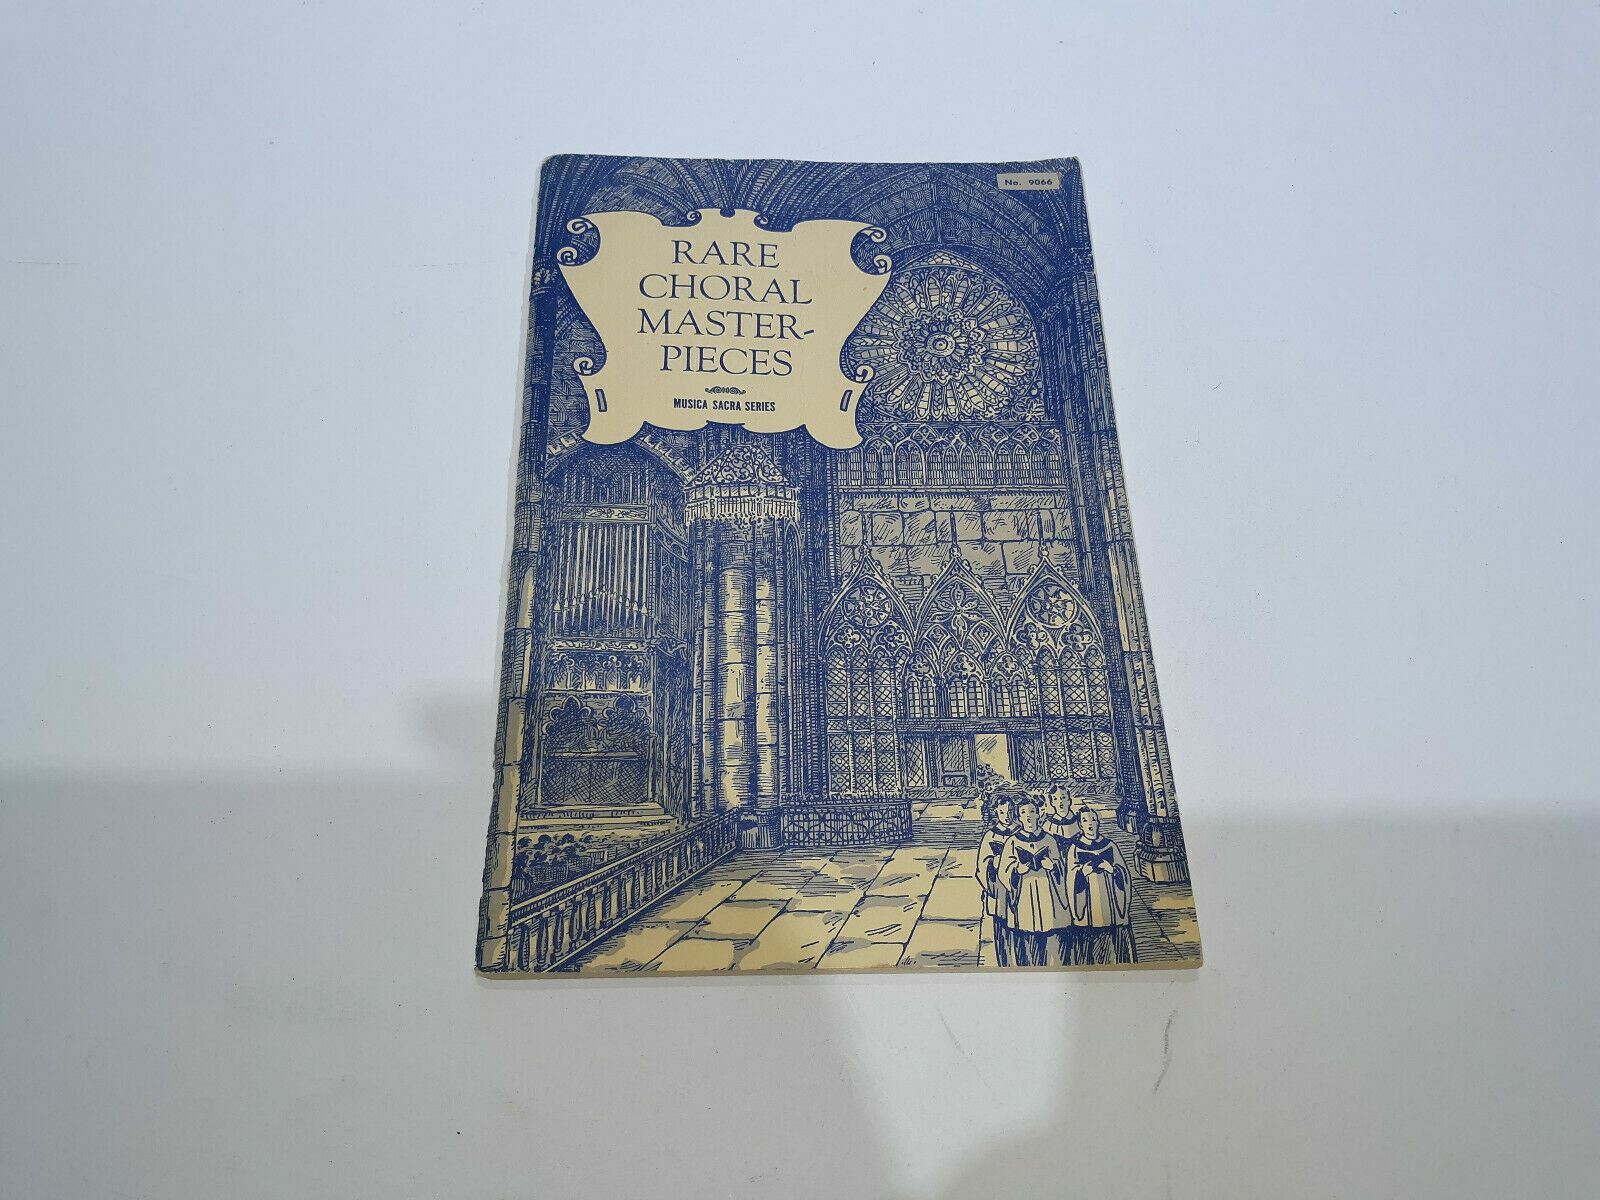 No. 9066
RARE
CHORAL
MASTER-
PIECES
MUSICA SACRA SERIES